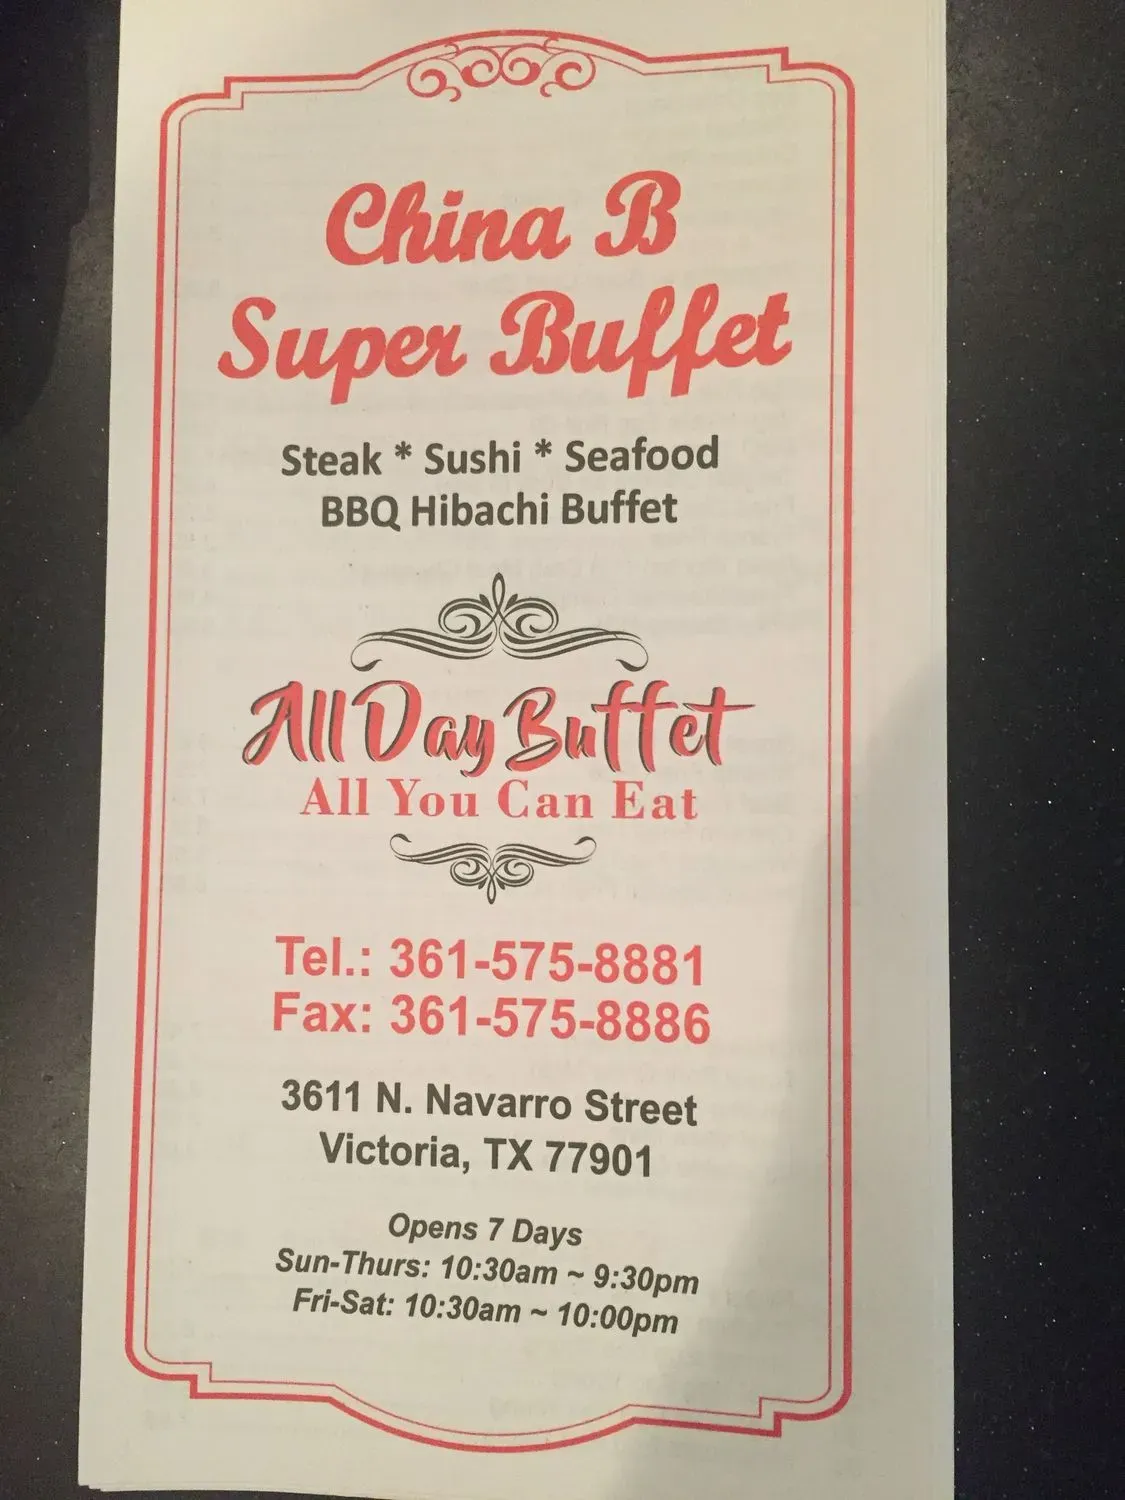 China B
Super Buffet
Steak * Sushi * Seafood
BBQ Hibachi Buffet
All Day Buffet
All You Can Eat
Tel.: 361-575-8881
Fax: 361-575-8886
3611 N. Navarro Street
Victoria, TX 77901
Opens 7 Days
Sun-Thurs: 10:30am ~ 9:30pm
Fri-Sat: 10:30am ~ 10:00pm